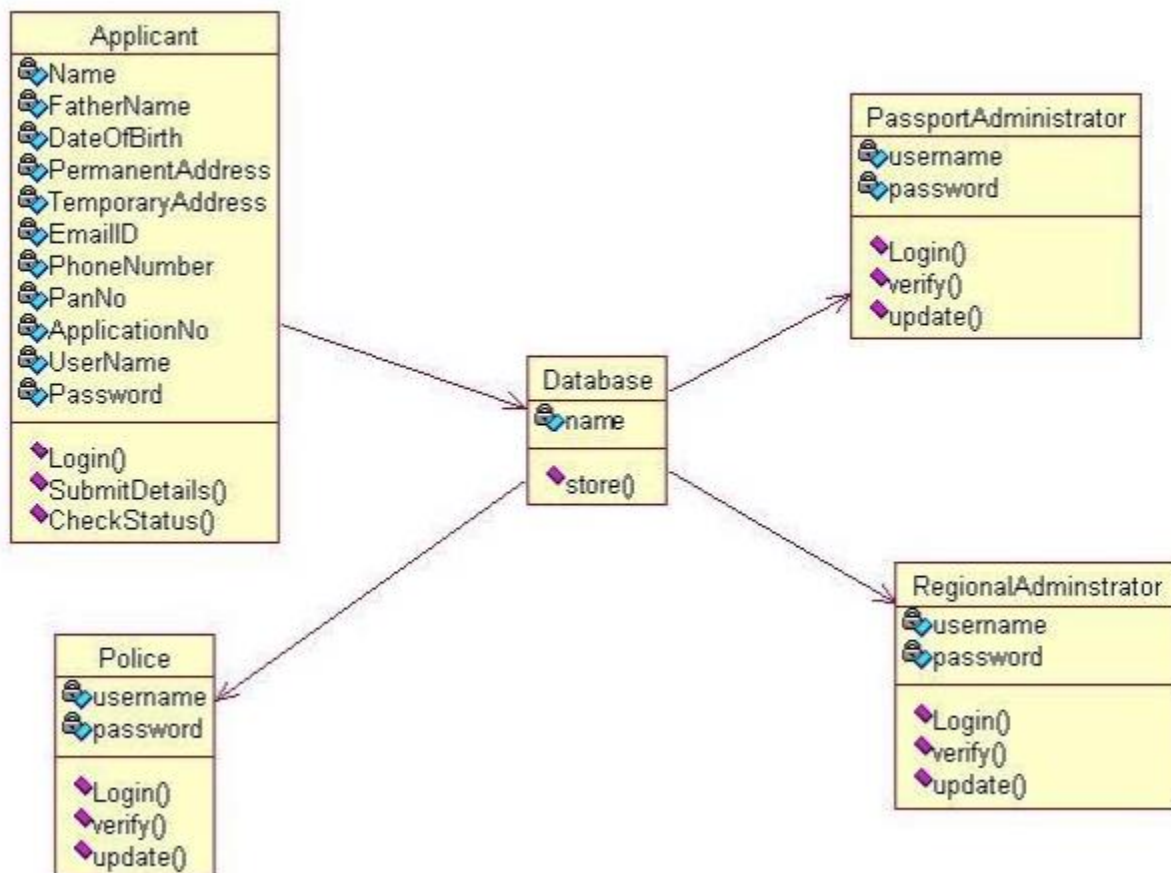 Applicant
Name
FatherName
DateOfBirth
PermanentAddress
TemporaryAddress
EmailID
PhoneNumber
PanNo
ApplicationNo
UserName
Password
Login()
SubmitDetails()
CheckStatus()
PassportAdministrator
username
password
Login()
verify()
update()
Database
name
store()
Police
username
password
Login()
verify()
update()
RegionalAdminstrator
username
password
Login()
verify()
update()